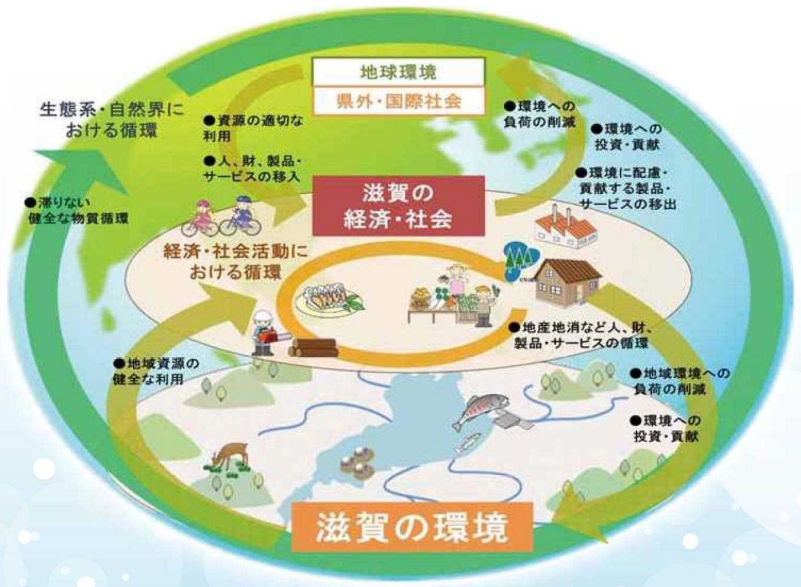 地球環境
県外・国際社会
生態系・自然界に
おける循環
●資源の適切な
利用
●人、財、製品・
サービスの移入
●環境への
負荷の削減
●環境への
投資・貢献
●環境に配慮・
貢献する製品・
サービスの移出
●滞りない
健全な物質循環
滋賀の
経済・社会
経済・社会活動に
おける循環
●地産地消など人、財、
製品・サービスの循環
●地域資源の
健全な利用
●地域環境への
負荷の削減
●環境への
投資・貢献
滋賀の環境